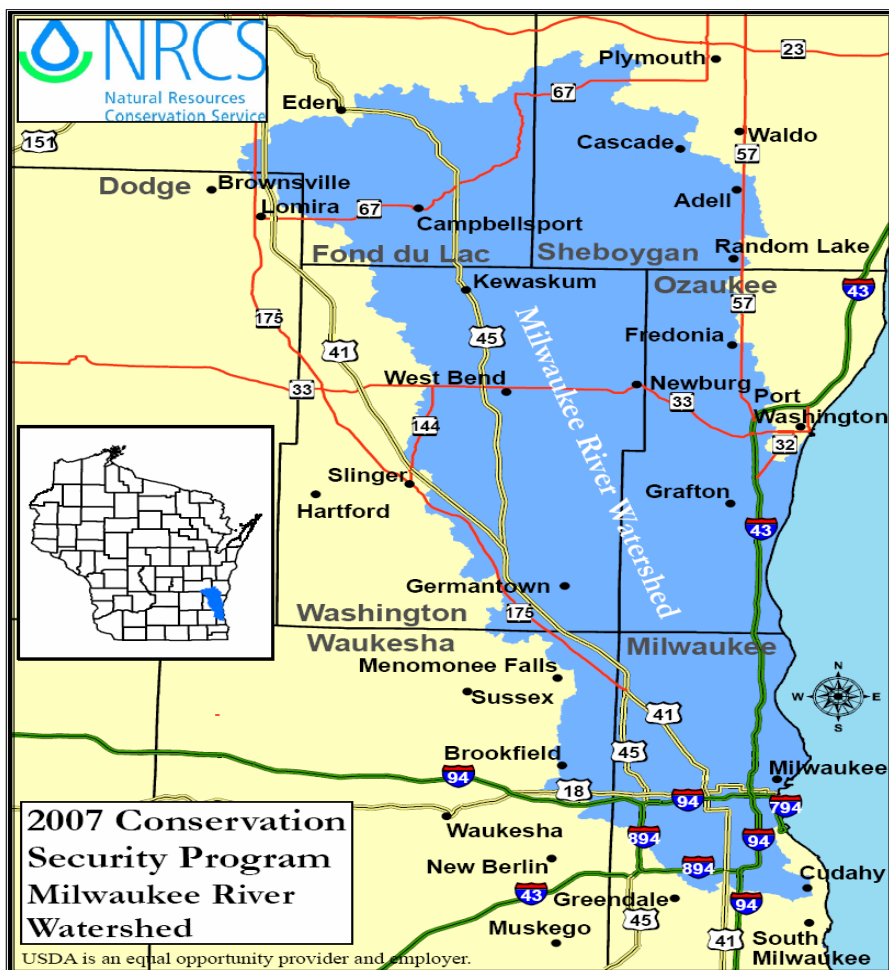 NRCS
Natural Resources
Conservation Service
Plymouth
23
67
Eden
151
Cascade
Waldo
57
Dodge
Brownsville
Lomira
67
Campbellsport
Adell
Fond du Lac
Sheboygan
Random Lake
Kewaskum
Ozaukee
43
57
175
41
45
Milwaukee River Watershed
Fredonia
33
West Bend
Newburg
33
Port
Washington
32
144
Slinger
Hartford
Grafton
43
Germantown
175
Washington
Waukesha
Milwaukee
Menomonee Falls
Sussex
N
W
E
S
41
45
Brookfield
94
18
94
Milwaukee
794
Waukesha
894
94
New Berlin
894
Cudahy
43
Greendale
94
45
Muskego
41
South
Milwaukee
2007 Conservation
Security Program
Milwaukee River
Watershed
USDA is an equal opportunity provider and employer.